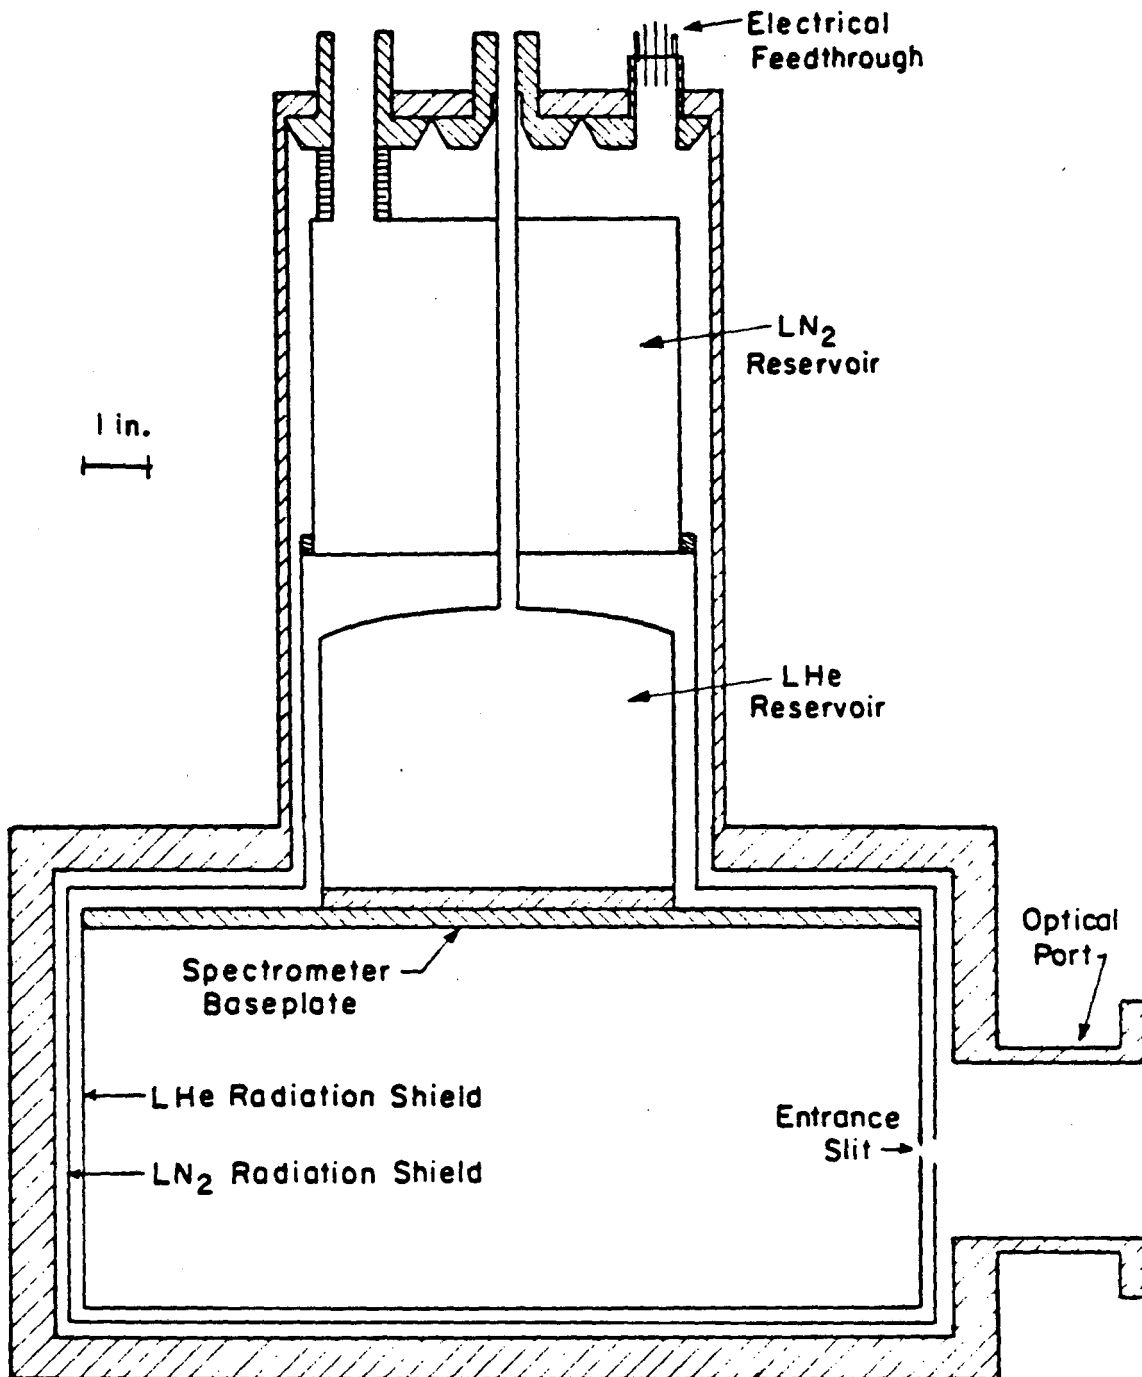 Electrical
Feedthrough
LN₂
Reservoir
1 in.
LHe
Reservoir
Optical
Port
Spectrometer
Baseplate
LHe Radiation Shield
Entrance
Slit
LN₂ Radiation Shield